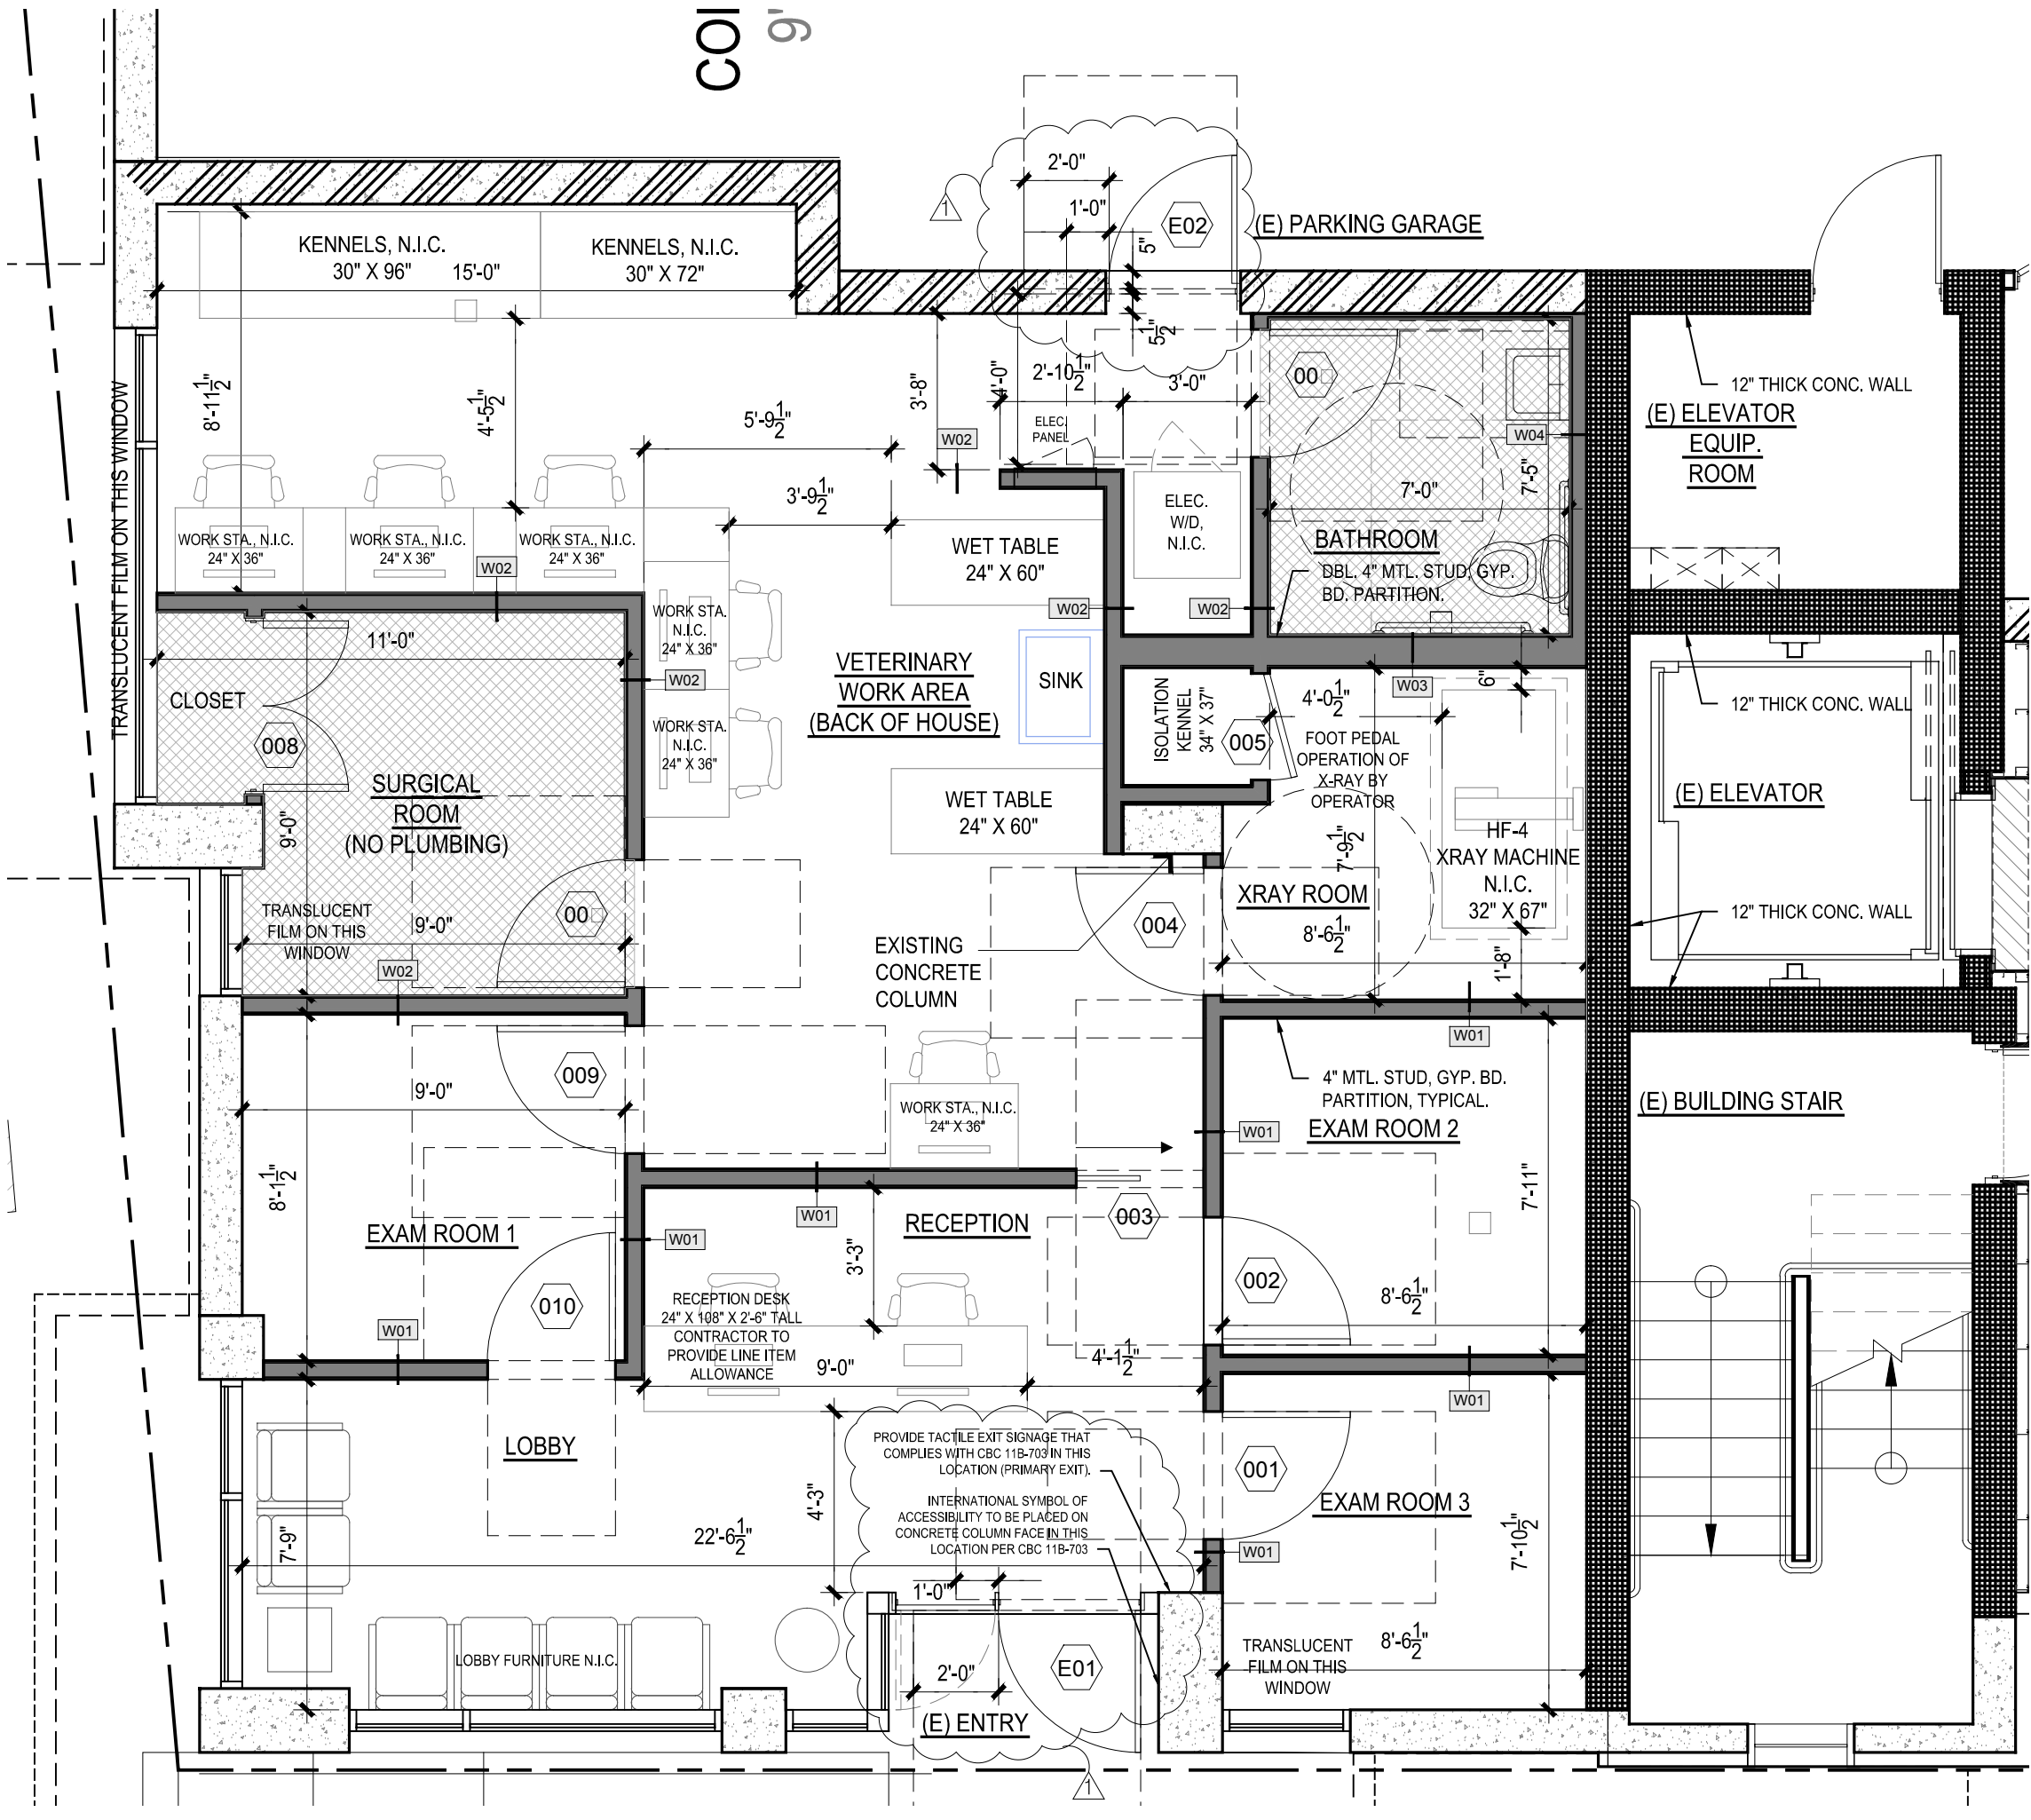 COI
9'
2'-0"
1
1'-0"
E02
(E) PARKING GARAGE
5"
KENNELS, N.I.C.
30" X 96"
15'-0"
KENNELS, N.I.C.
30" X 72"
5 1/2"
TRANSLUCENT FILM ON THIS WINDOW
8'-11 1/2"
4'-5 1/2"
3'-8"
4'-0"
2'-10 1/2"
3'-0"
00
12" THICK CONC. WALL
(E) ELEVATOR
EQUIP.
ROOM
5'-9 1/2"
W02
ELEC.
PANEL
W04
3'-9 1/2"
7'-0"
7'-5"
ELEC.
W/D,
N.I.C.
BATHROOM
DBL. 4" MTL. STUD, GYP.
BD. PARTITION.
WORK STA., N.I.C.
24" X 36"
WORK STA., N.I.C.
24" X 36"
WORK STA., N.I.C.
24" X 36"
WET TABLE
24" X 60"
W02
W02
W02
WORK STA.
N.I.C.
24" X 36"
11'-0"
W02
CLOSET
008
VETERINARY
WORK AREA
(BACK OF HOUSE)
SINK
ISOLATION
KENNEL
34" X 37"
005
4'-0 1/2"
W03
6"
12" THICK CONC. WALL
WORK STA.
N.I.C.
24" X 36"
FOOT PEDAL
OPERATION OF
X-RAY BY
OPERATOR
SURGICAL
ROOM
(NO PLUMBING)
9'-0"
WET TABLE
24" X 60"
7'-9 1/2"
HF-4
XRAY MACHINE
N.I.C.
32" X 67"
(E) ELEVATOR
TRANSLUCENT
FILM ON THIS
WINDOW
9'-0"
00
004
XRAY ROOM
8'-6 1/2"
12" THICK CONC. WALL
W02
EXISTING
CONCRETE
COLUMN
1'-8"
W01
009
9'-0"
WORK STA., N.I.C.
24" X 36"
4" MTL. STUD, GYP. BD.
PARTITION, TYPICAL.
W01
EXAM ROOM 2
(E) BUILDING STAIR
8'-1 1/2"
7'-11"
EXAM ROOM 1
W01
W01
RECEPTION
003
3'-3"
002
010
RECEPTION DESK
24" X 108" X 2'-6" TALL
CONTRACTOR TO
PROVIDE LINE ITEM
ALLOWANCE
8'-6 1/2"
W01
9'-0"
4'-1 1/2"
W01
LOBBY
PROVIDE TACTILE EXIT SIGNAGE THAT
COMPLIES WITH CBC 11B-703 IN THIS
LOCATION (PRIMARY EXIT).
INTERNATIONAL SYMBOL OF
ACCESSIBILITY TO BE PLACED ON
CONCRETE COLUMN FACE IN THIS
LOCATION PER CBC 11B-703
001
EXAM ROOM 3
4'-3"
22'-6 1/2"
7'-9"
W01
7'-10 1/2"
1'-0"
LOBBY FURNITURE N.I.C.
2'-0"
E01
TRANSLUCENT
FILM ON THIS
WINDOW
8'-6 1/2"
(E) ENTRY
1